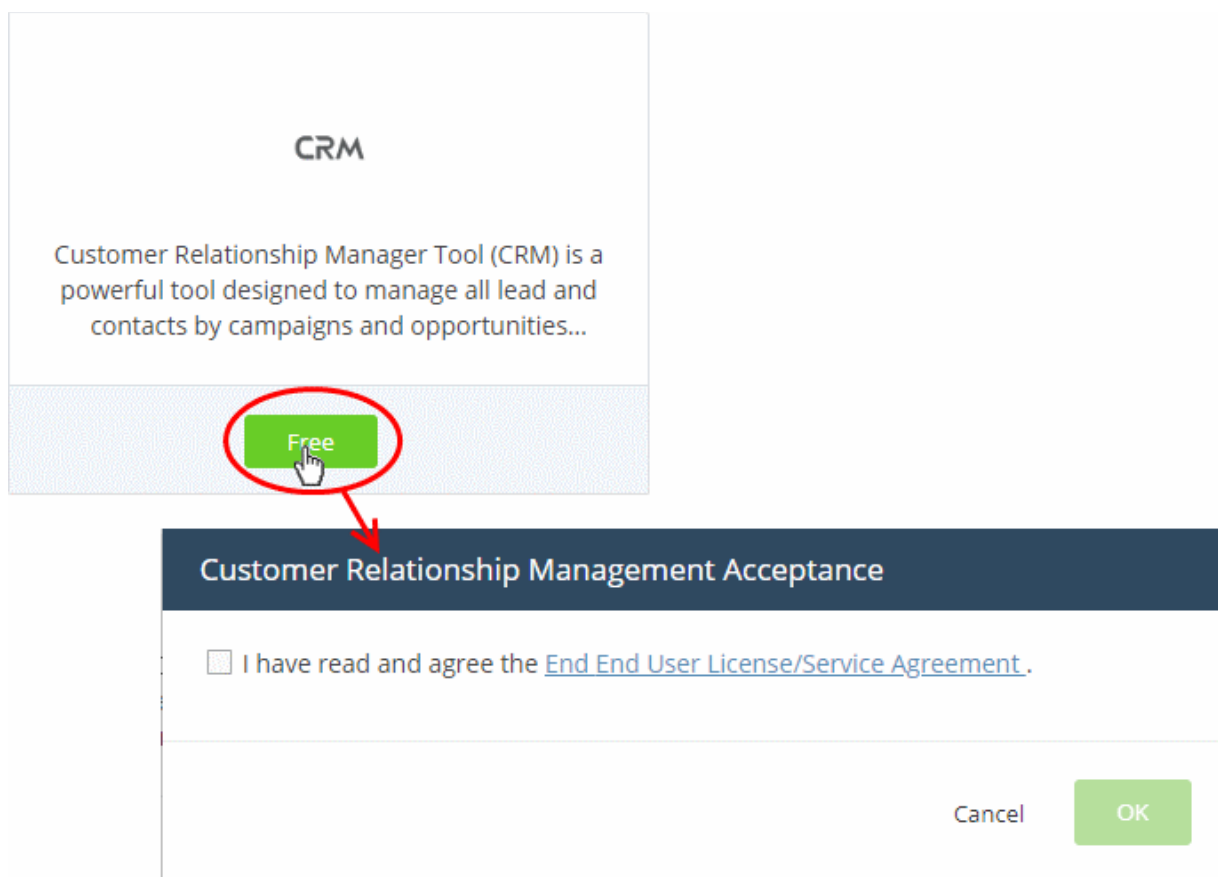 CRM
Customer Relationship Manager Tool (CRM) is a
powerful tool designed to manage all lead and
contacts by campaigns and opportunities...
Free
Customer Relationship Management Acceptance
I have read and agree the End End User License/Service Agreement .
Cancel
OK